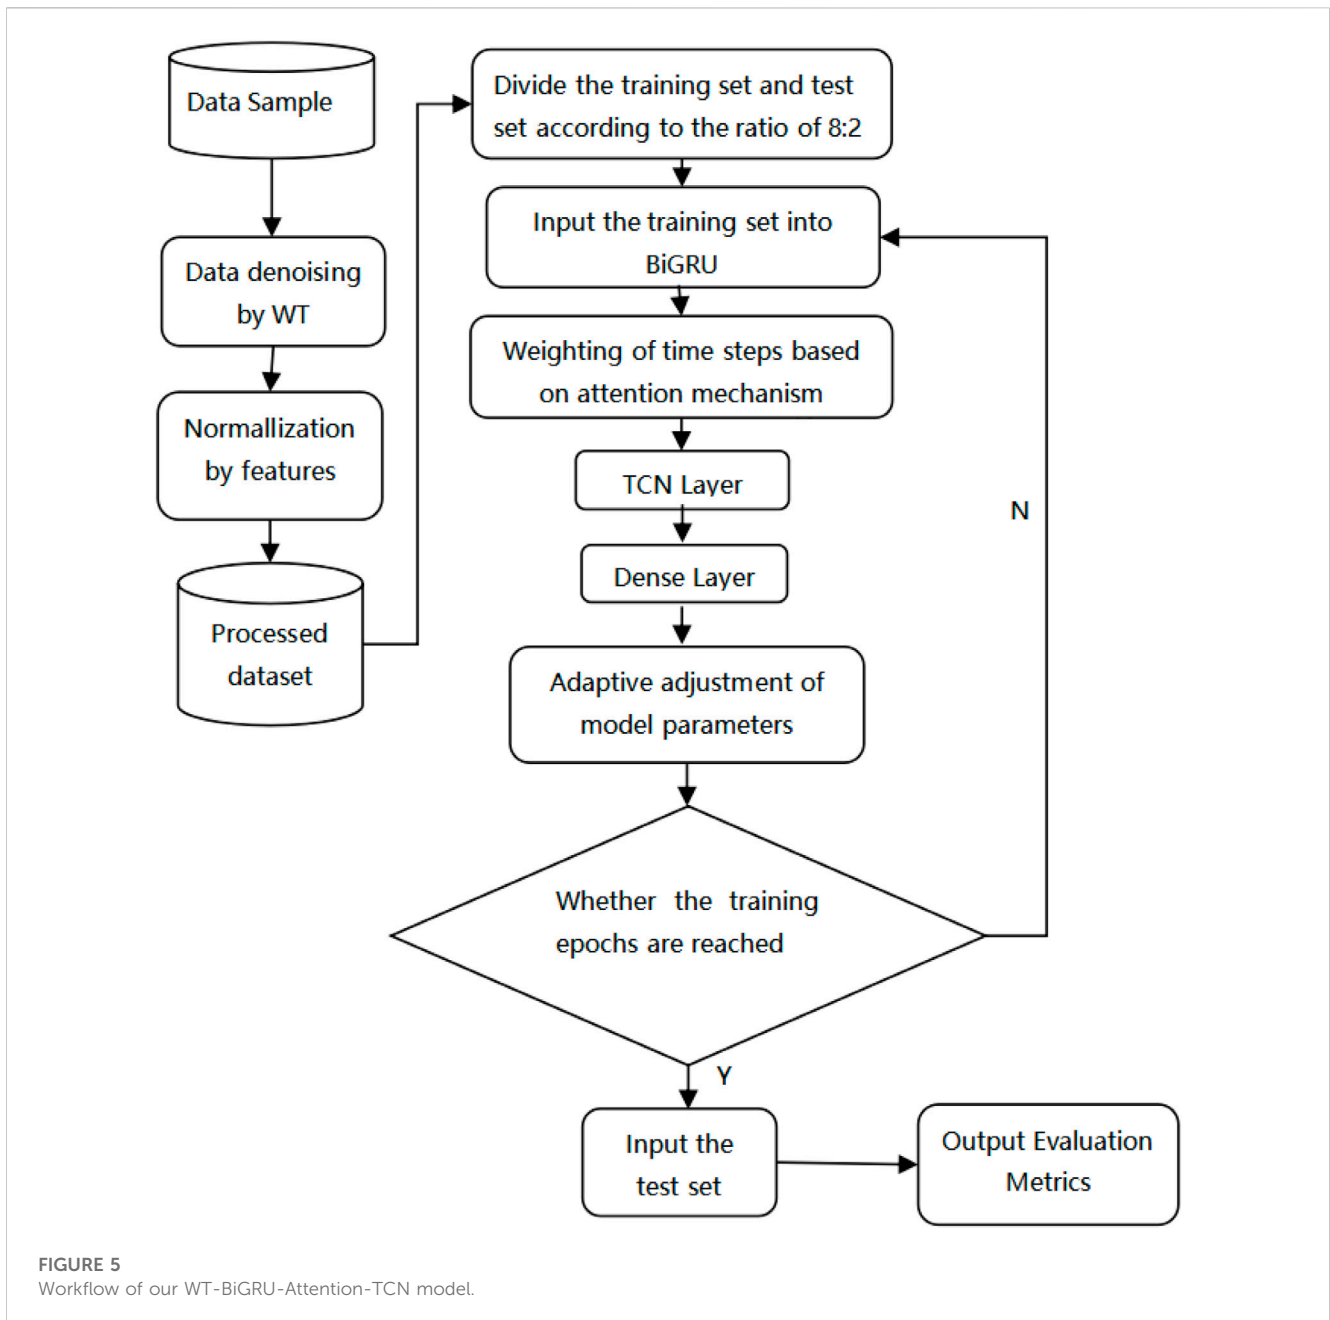 Data Sample
Data denoising
by WT
Normallization
by features
Processed
dataset
Divide the training set and test
set according to the ratio of 8:2
Input the training set into
BiGRU
Weighting of time steps based
on attention mechanism
TCN Layer
Dense Layer
Adaptive adjustment of
model parameters
Whether the training
epochs are reached
N
Y
Input the
test set
Output Evaluation
Metrics
FIGURE 5
Workflow of our WT-BiGRU-Attention-TCN model.